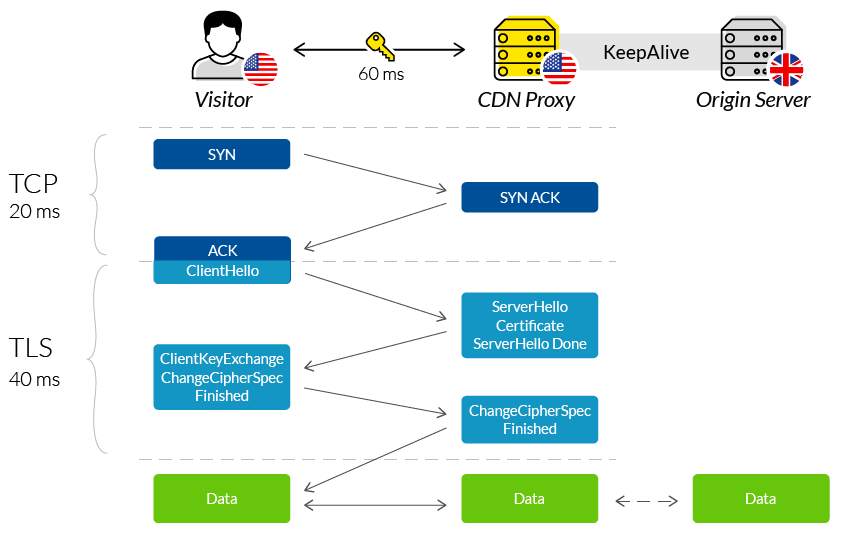 60 ms
KeepAlive
Visitor
CDN Proxy
Origin Server
TCP
20 ms
SYN
SYN ACK
ACK
ClientHello
TLS
40 ms
ServerHello
Certificate
ServerHello Done
ClientKeyExchange
ChangeCipherSpec
Finished
ChangeCipherSpec
Finished
Data
Data
Data